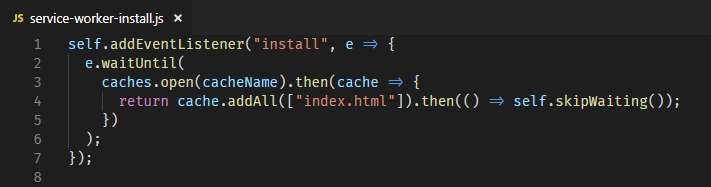 JS service-worker-install.js ×
1 self.addEventListener("install", e => {
2   e.waitUntil(
3     caches.open(cacheName).then(cache => {
4       return cache.addAll(["index.html"]).then(() => self.skipWaiting());
5     })
6   );
7 });
8